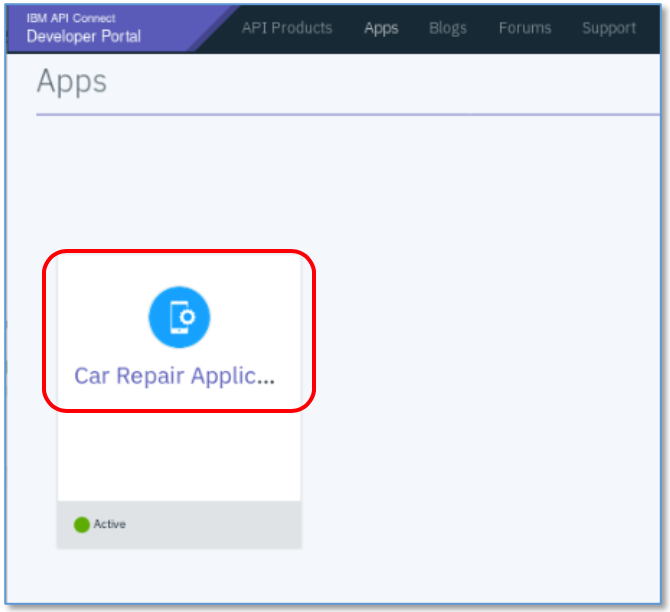 IBM API Connect
Developer Portal
API Products Apps Blogs Forums Support
Apps
Car Repair Applic...
Active